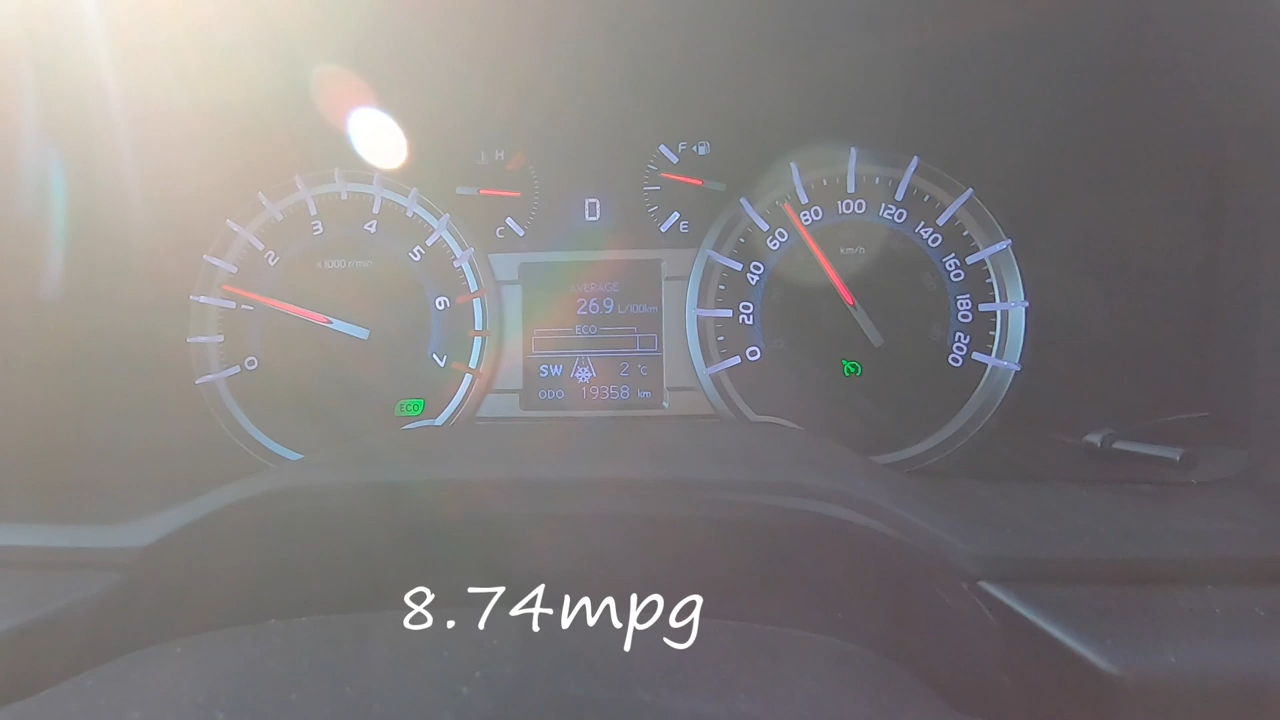 H
C
0
1
2
3
4
5
6
7
x1000 r/min
ECO
D
F
E
AVERAGE
26.9 L/100km
ECO
SW 2 °C
ODO 19358 km
0
20
40
60
80
100
120
140
160
180
200
km/h
8.74mpg